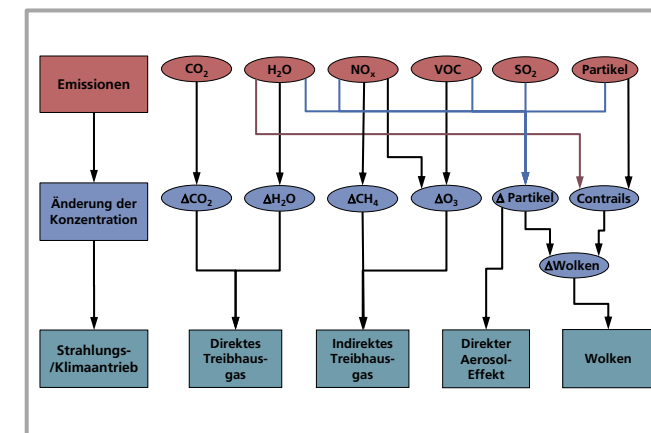 CO₂ H₂O NOₓ VOC SO₂ Partikel
Emissionen
Änderung der
Konzentration
ΔCO₂ ΔH₂O ΔCH₄ ΔO₃ Δ Partikel Contrails
ΔWolken
Strahlungs-
/Klimaantrieb
Direktes
Treibhaus-
gas
Indirektes
Treibhaus-
gas
Direkter
Aerosol-
Effekt
Wolken